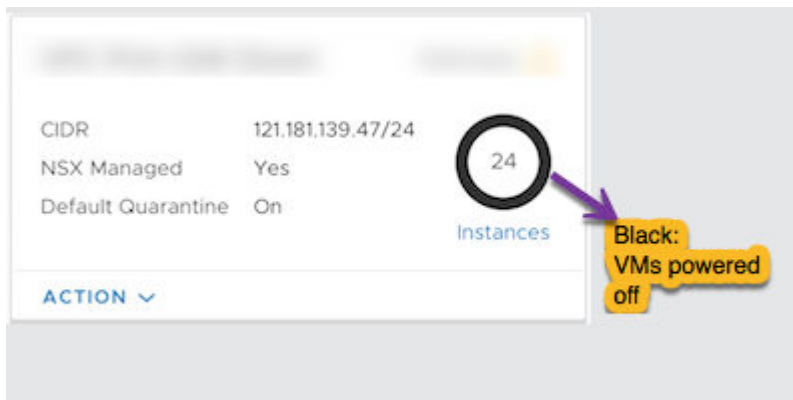 CIDR 121.181.139.47/24
NSX Managed Yes
Default Quarantine On
24
Instances
ACTION
Black:
VMs powered
off